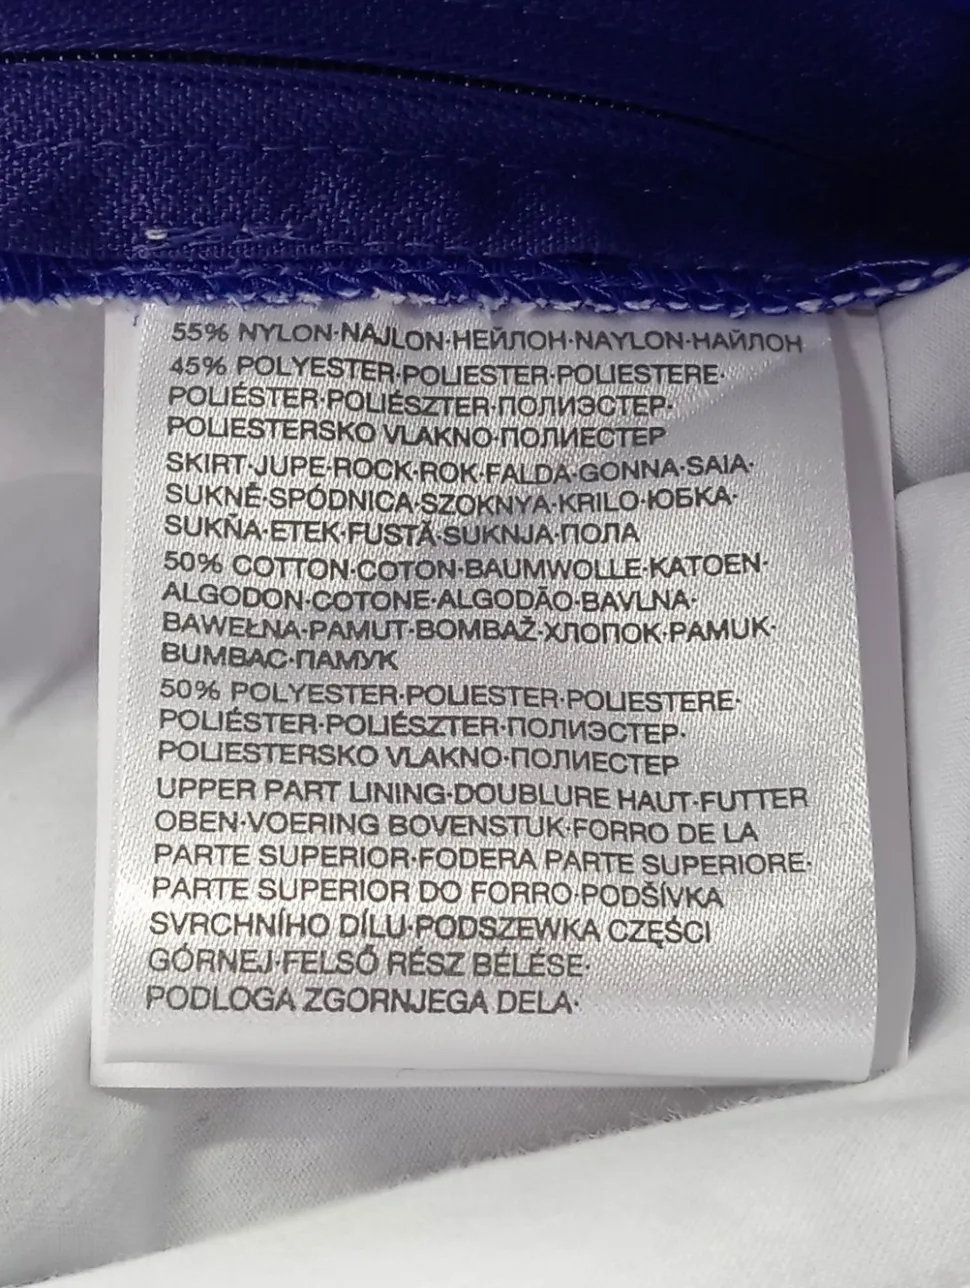 55% NYLON·NAJLON·НЕЙЛОН·NAYLON·НАЙЛОН
45% POLYESTER·POLIESTER·POLIESTERE·
POLIÉSTER·POLIÉSZTER·ПОЛИЭСТЕР·
POLIESTERSKO VLAKNO·ПОЛИЕСТЕР
SKIRT·JUPE·ROCK·ROK·FALDA·GONNA·SAIA·
SUKNĚ·SPÓDNICA·SZOKNYA·KRILO·ЮБКА·
SUKŇA·ETEK·FUSTĂ·SUKNJA·ПОЛА
50% COTTON·COTON·BAUMWOLLE·KATOEN·
ALGODON·COTONE·ALGODÃO·BAVLNA·
BAWEŁNA·PAMUT·BOMBAŽ·ХЛОПОК·PAMUK·
BUMBAC·ПАМУК
50% POLYESTER·POLIESTER·POLIESTERE·
POLIÉSTER·POLIÉSZTER·ПОЛИЭСТЕР·
POLIESTERSKO VLAKNO·ПОЛИЕСТЕР
UPPER PART LINING·DOUBLURE HAUT·FUTTER
OBEN·VOERING BOVENSTUK·FORRO DE LA
PARTE SUPERIOR·FODERA PARTE SUPERIORE·
PARTE SUPERIOR DO FORRO·PODŠÍVKA
SVRCHNÍHO DÍLU·PODSZEWKA CZĘŚCI
GÓRNEJ·FELSŐ RÉSZ BÉLÉSE·
PODLOGA ZGORNJEGA DELA·